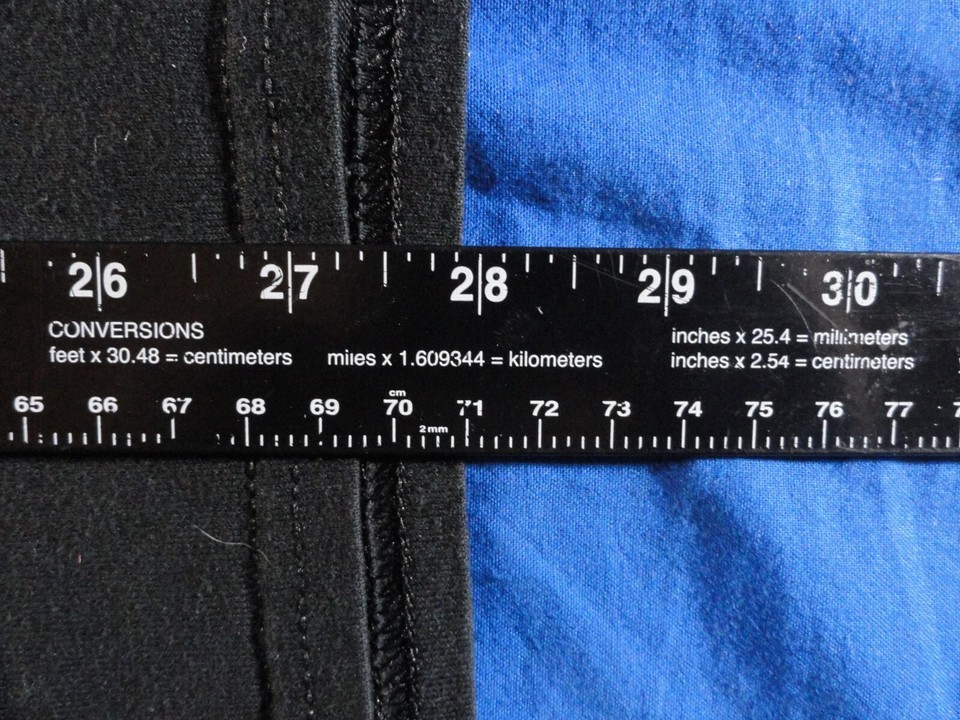 26 27 28 29 30
CONVERSIONS
feet x 30.48 = centimeters
miles x 1.609344 = kilometers
inches x 25.4 = millimeters
inches x 2.54 = centimeters
cm
65 66 67 68 69 70 71 72 73 74 75 76 77
2mm